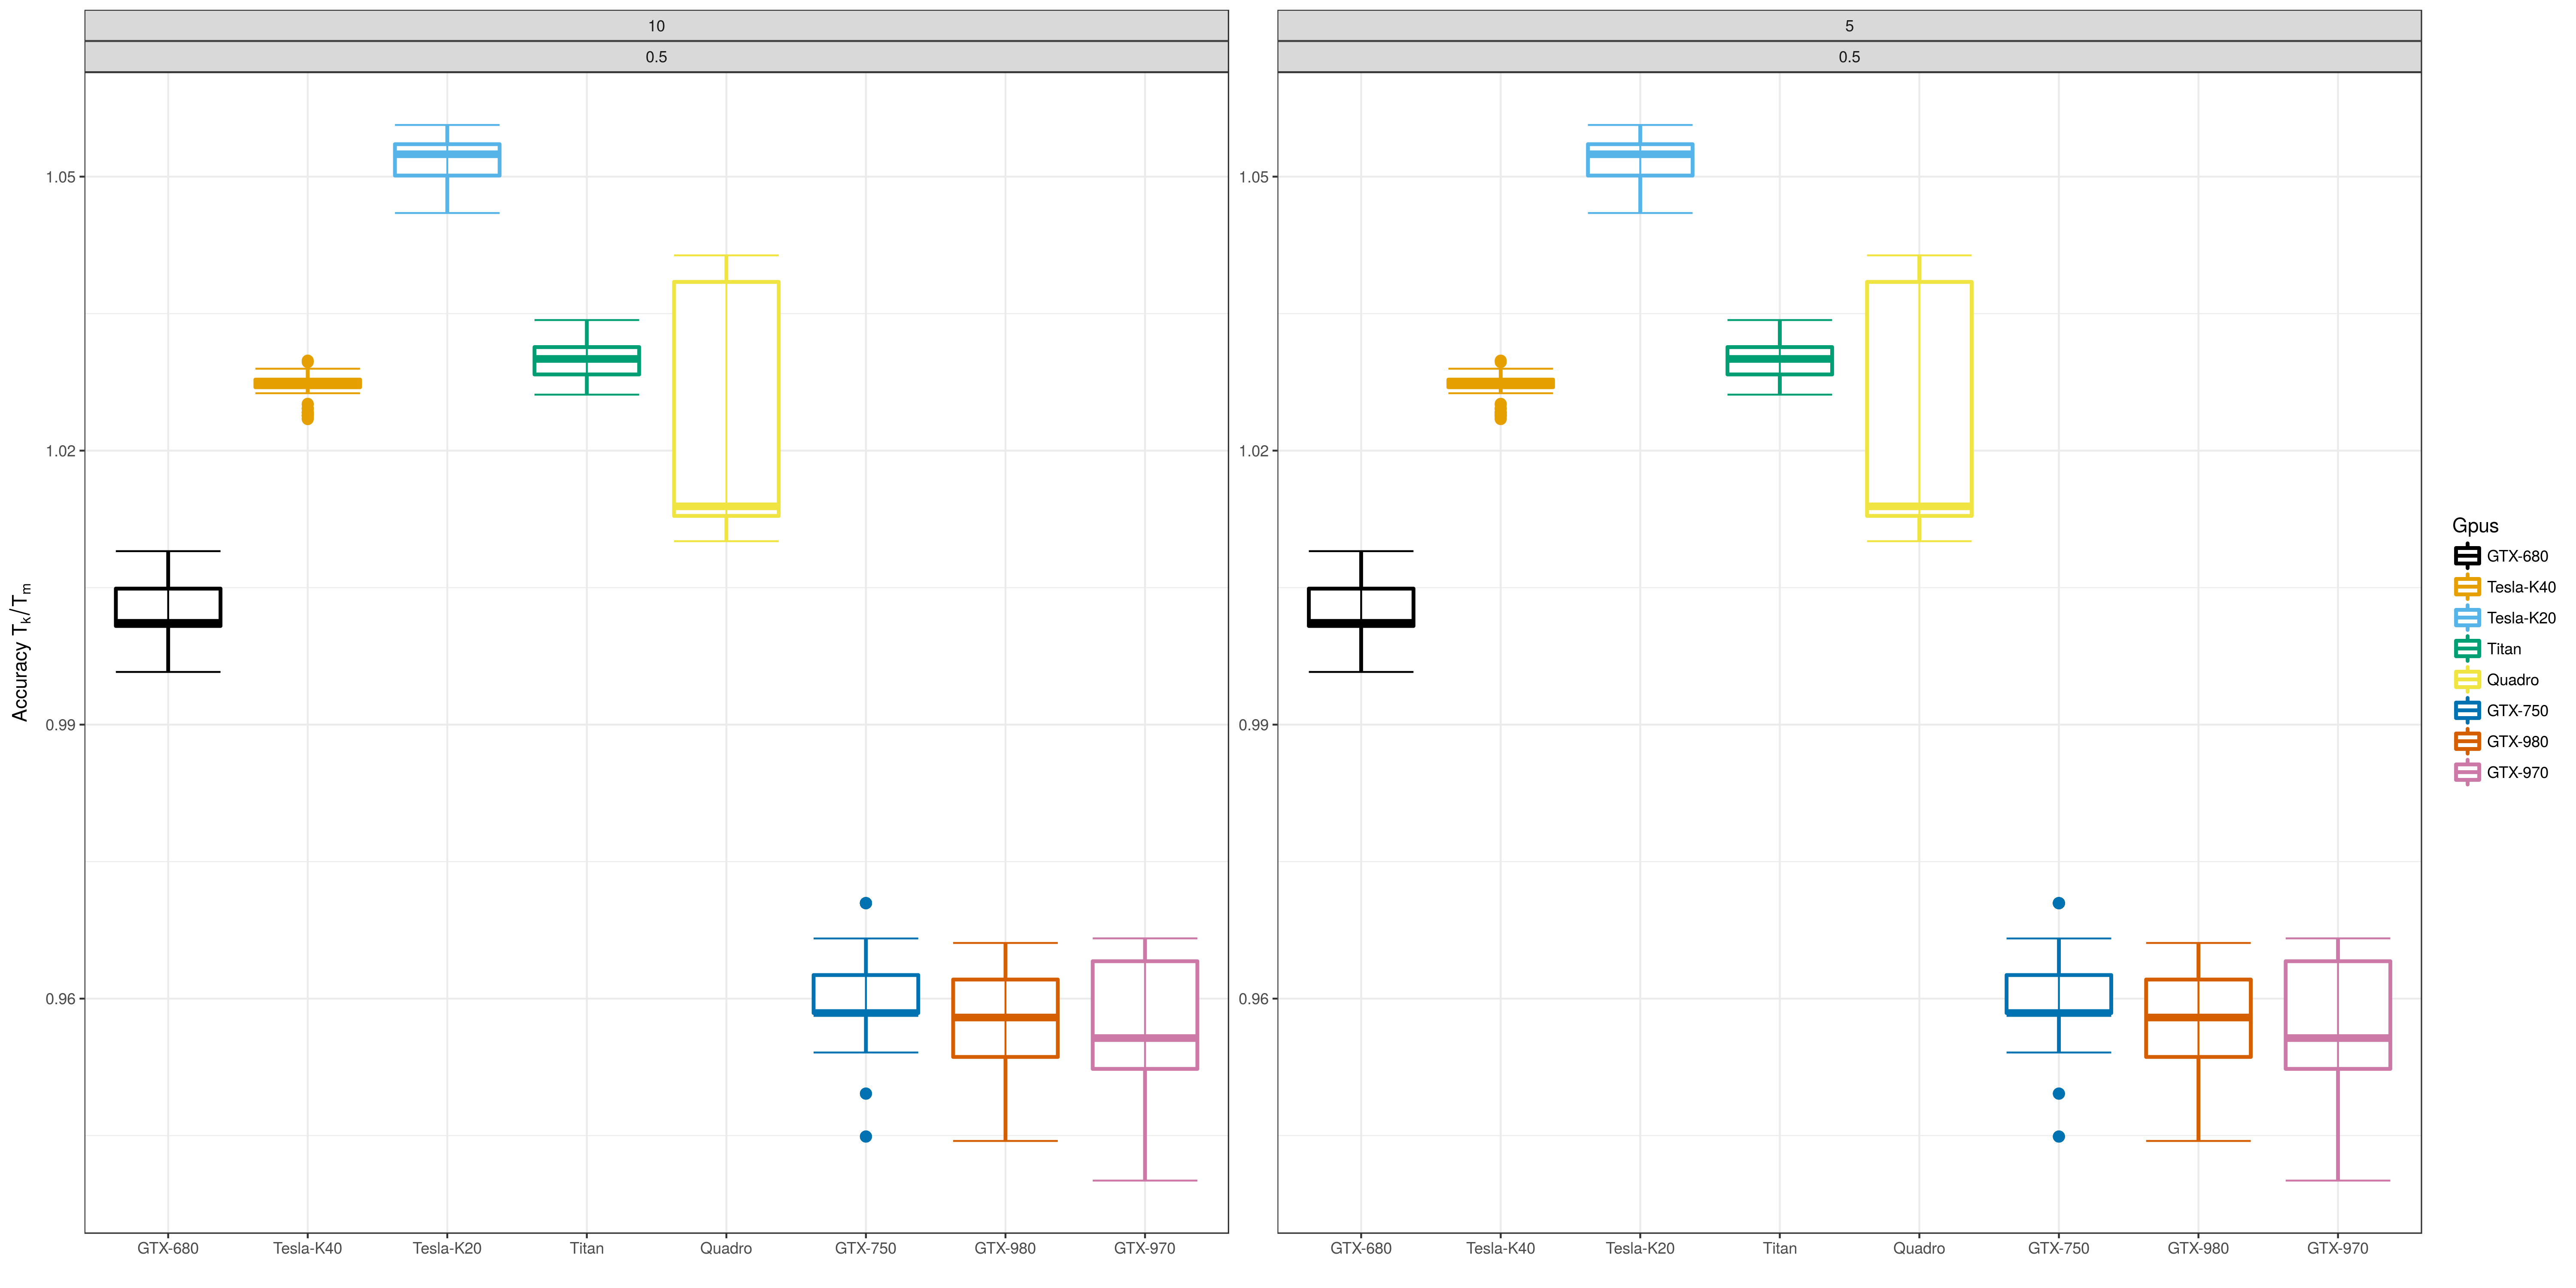 10
5
0.5
0.5
Accuracy Tk/Tm
1.05
1.02
0.99
0.96
1.05
1.02
0.99
0.96
GTX-680 Tesla-K40 Tesla-K20 Titan Quadro GTX-750 GTX-980 GTX-970
GTX-680 Tesla-K40 Tesla-K20 Titan Quadro GTX-750 GTX-980 GTX-970
Gpus
GTX-680
Tesla-K40
Tesla-K20
Titan
Quadro
GTX-750
GTX-980
GTX-970